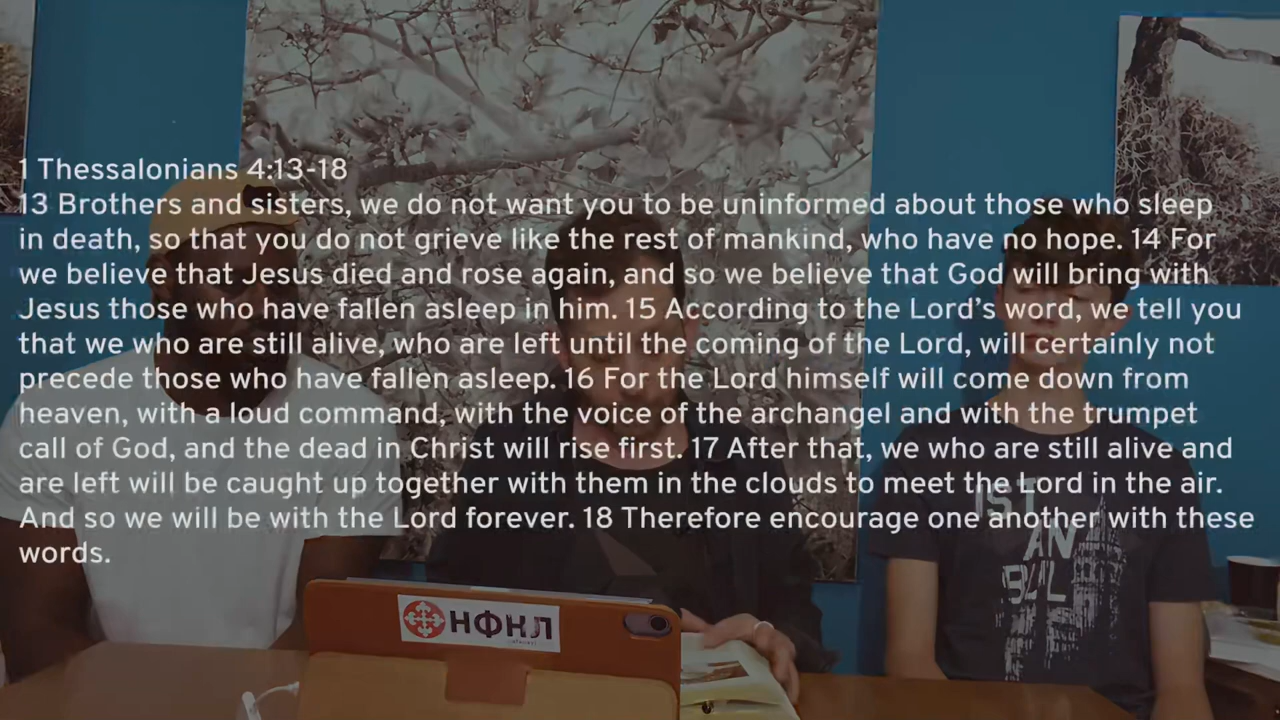 1 Thessalonians 4:13-18
13 Brothers and sisters, we do not want you to be uninformed about those who sleep
in death, so that you do not grieve like the rest of mankind, who have no hope. 14 For
we believe that Jesus died and rose again, and so we believe that God will bring with
Jesus those who have fallen asleep in him. 15 According to the Lord’s word, we tell you
that we who are still alive, who are left until the coming of the Lord, will certainly not
precede those who have fallen asleep. 16 For the Lord himself will come down from
heaven, with a loud command, with the voice of the archangel and with the trumpet
call of God, and the dead in Christ will rise first. 17 After that, we who are still alive and
are left will be caught up together with them in the clouds to meet the Lord in the air.
And so we will be with the Lord forever. 18 Therefore encourage one another with these
words.
IST
AN
НФКЛ